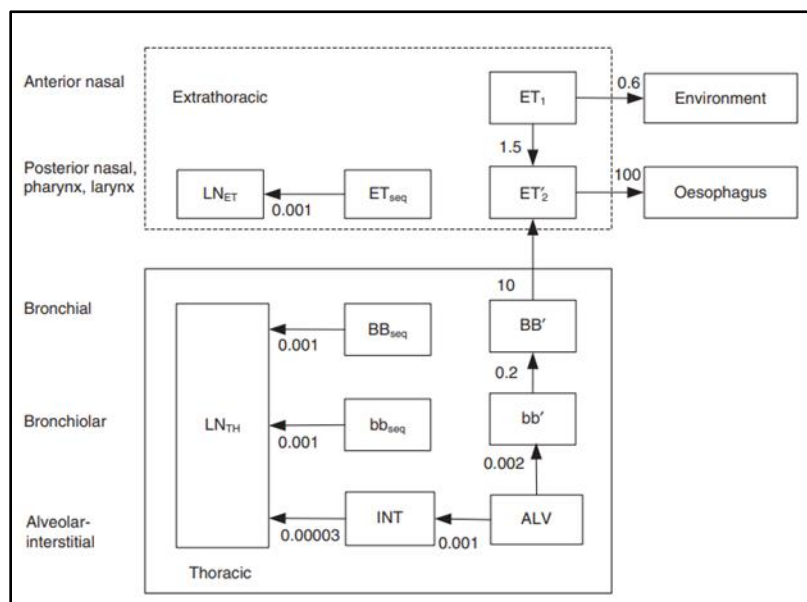 Anterior nasal
Extrathoracic
ET₁
0.6
Environment
1.5
Posterior nasal,
pharynx, larynx
LN_ET
0.001
ET_seq
ET′₂
100
Oesophagus
10
Bronchial
BB_seq
0.001
BB′
0.2
Bronchiolar
LN_TH
bb_seq
0.001
bb′
0.002
Alveolar-
interstitial
INT
0.00003
ALV
0.001
Thoracic